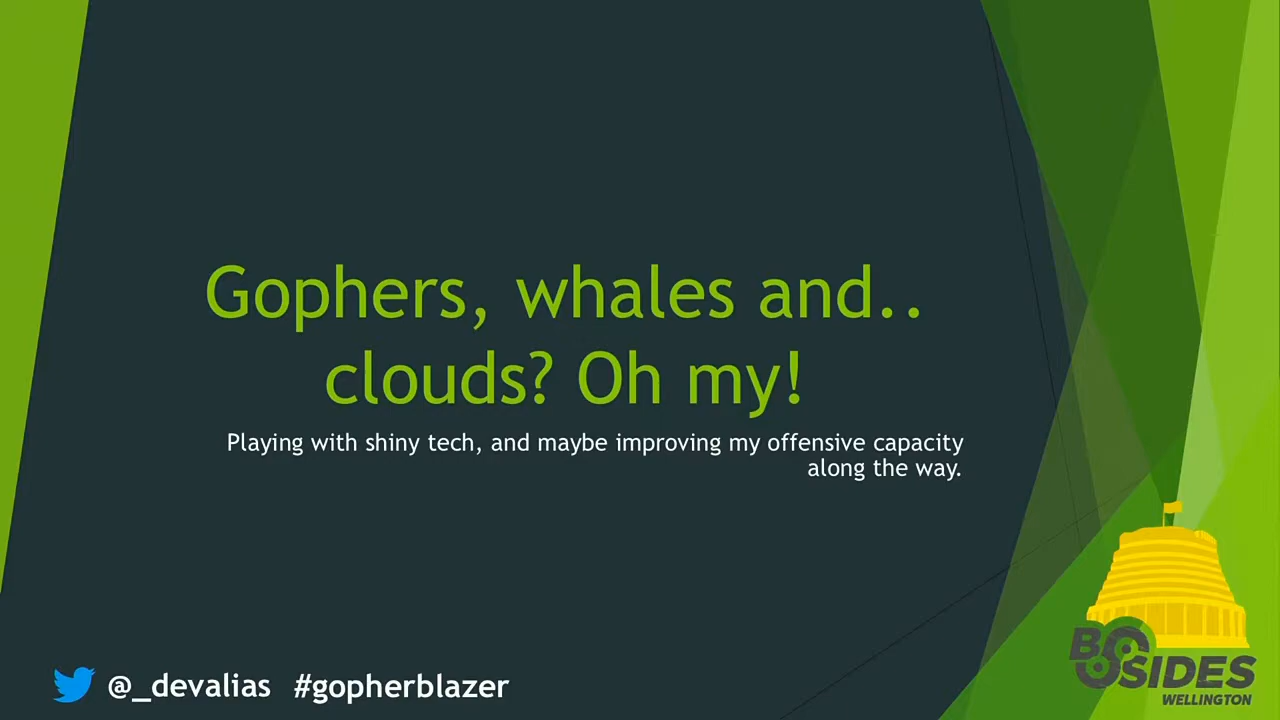 Gophers, whales and..
clouds? Oh my!
Playing with shiny tech, and maybe improving my offensive capacity
along the way.
@_devalias #gopherblazer
BSIDES
WELLINGTON